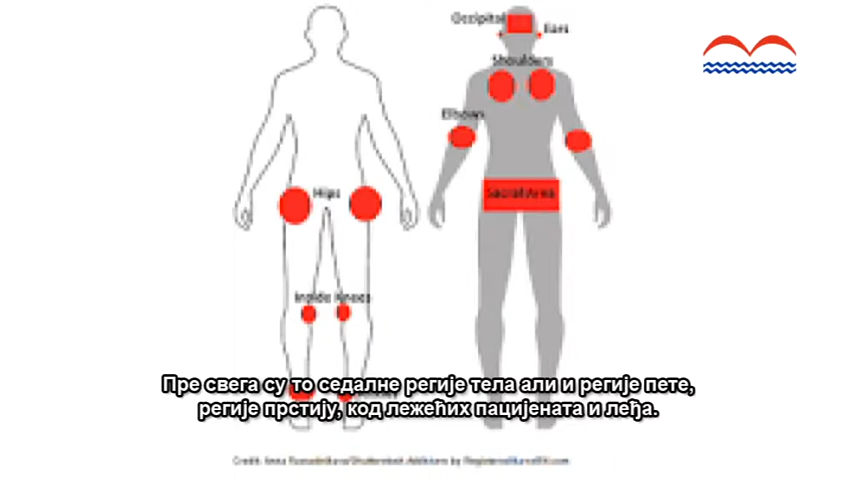 Occipital
Ears
Shoulders
Elbows
Hips
Sacral Area
Inside Knees
Пре свега су то седалне регије тела али и регије пете,
регије прстију, код лежећих пацијената и леђа.